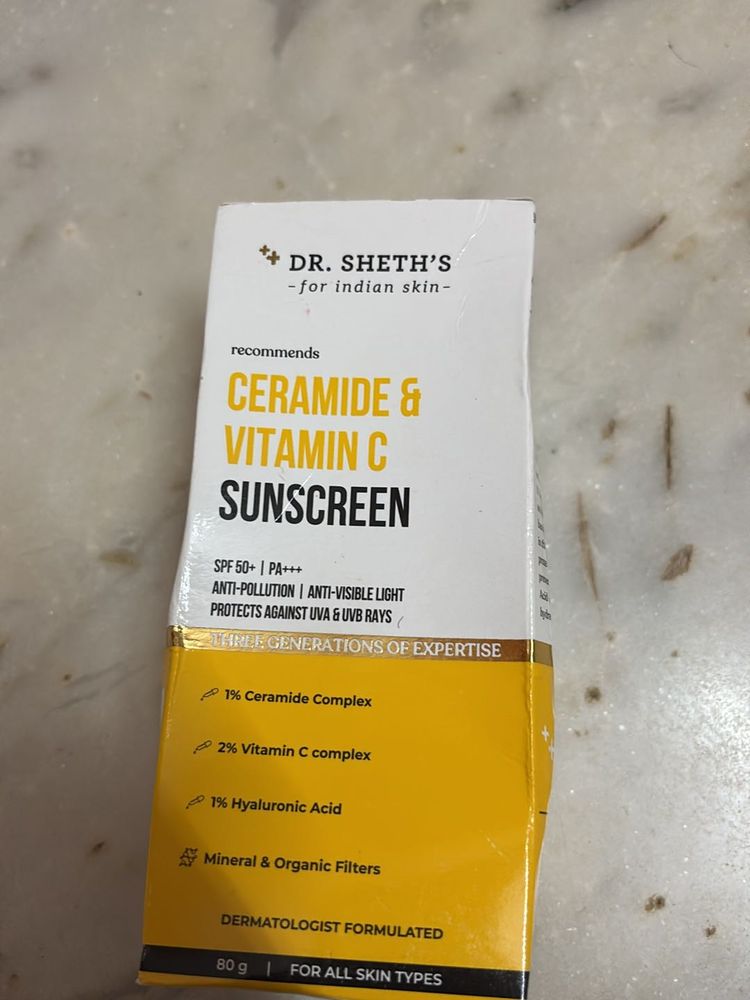 DR. SHETH'S
-for indian skin-
recommends
CERAMIDE &
VITAMIN C
SUNSCREEN
SPF 50+ | PA+++
ANTI-POLLUTION | ANTI-VISIBLE LIGHT
PROTECTS AGAINST UVA & UVB RAYS
THREE GENERATIONS OF EXPERTISE
1% Ceramide Complex
2% Vitamin C complex
1% Hyaluronic Acid
Mineral & Organic Filters
DERMATOLOGIST FORMULATED
80 g | FOR ALL SKIN TYPES